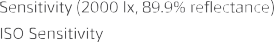 Sensitivity (2000 lx, 89.9% reflectance)
ISO Sensitivity